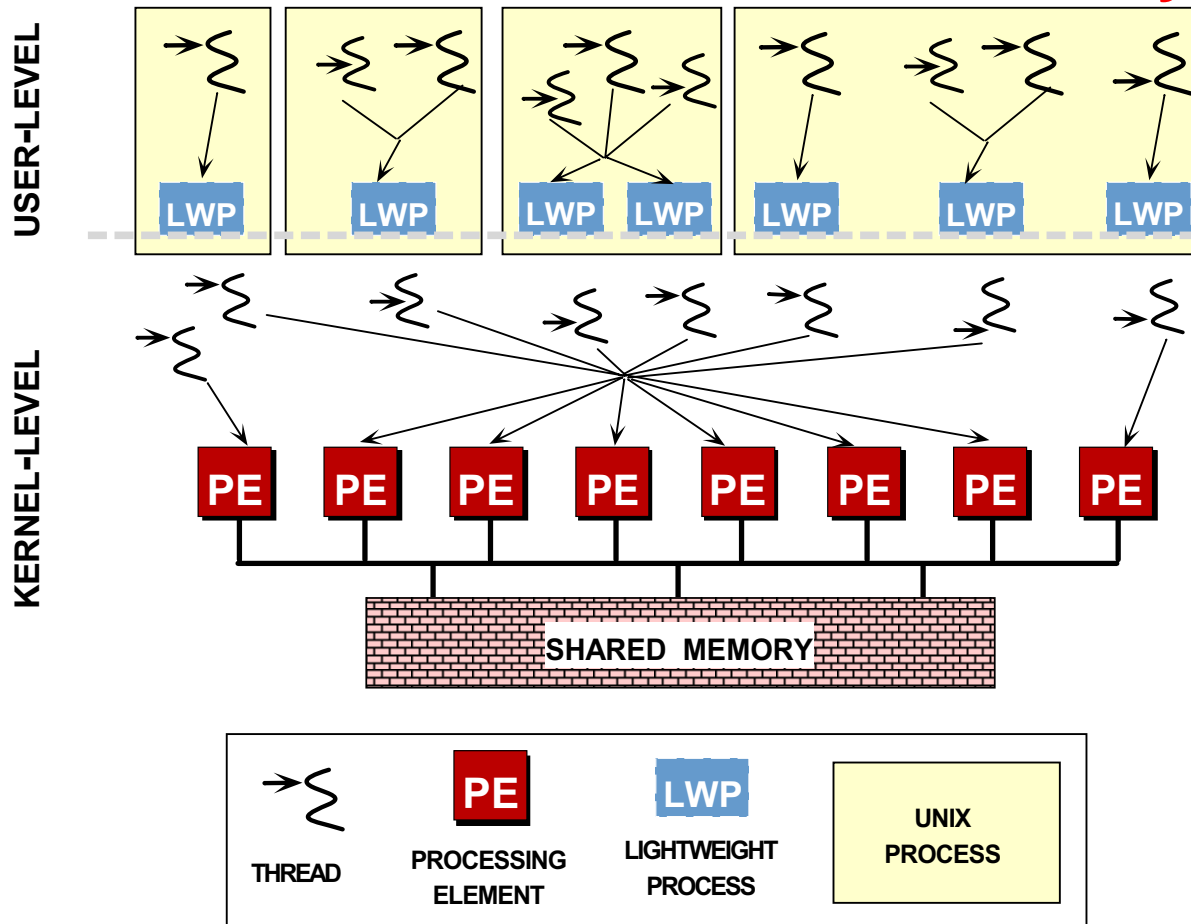 USER-LEVEL
LWP
LWP
LWP
LWP
LWP
LWP
LWP
KERNEL-LEVEL
PE
PE
PE
PE
PE
PE
PE
PE
SHARED MEMORY
PE
LWP
UNIX
PROCESS
THREAD
PROCESSING
ELEMENT
LIGHTWEIGHT
PROCESS